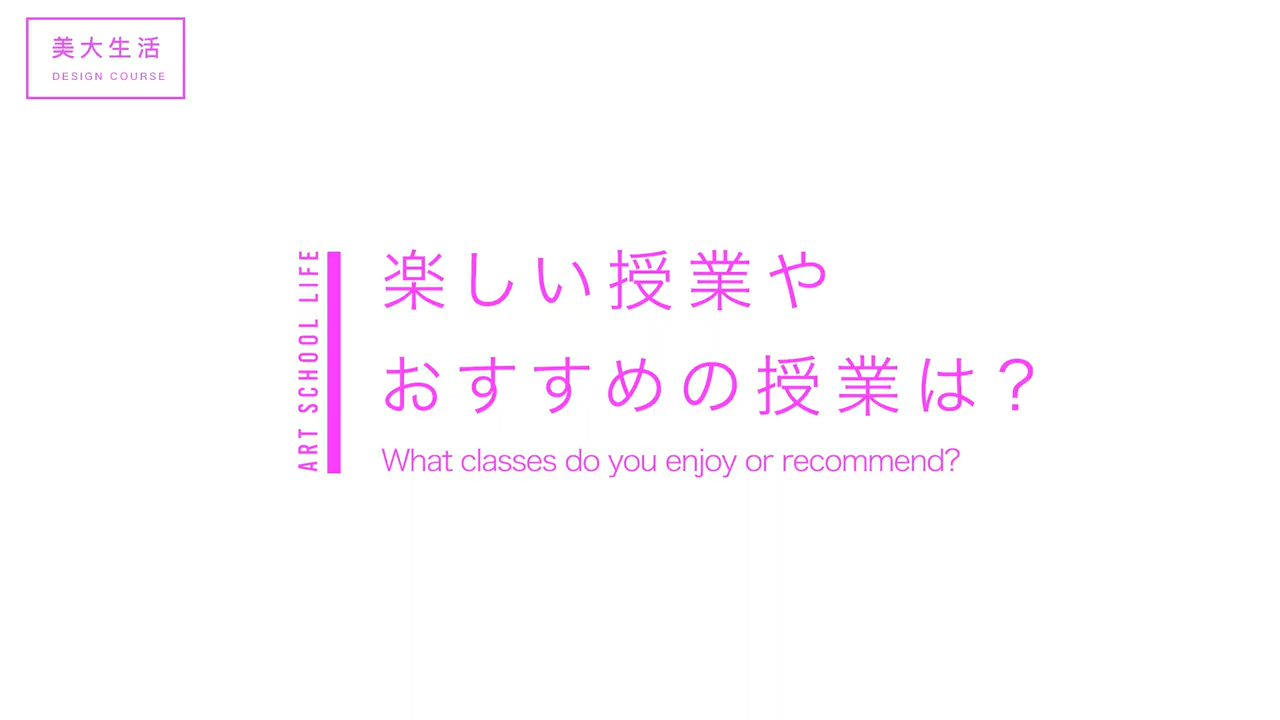 美大生活
DESIGN COURSE
ART SCHOOL LIFE
楽しい授業や
おすすめの授業は？
What classes do you enjoy or recommend?